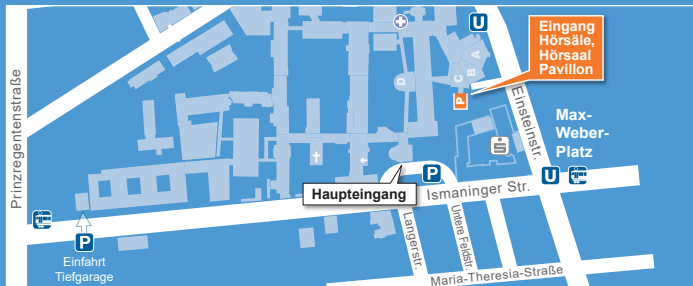 U
Eingang
Hörsäle,
Hörsaal
Pavillon
A
B
C
D
P
Prinzregentenstraße
Einsteinstr.
Max-
Weber-
Platz
S
Haupteingang
P
Ismaninger Str.
U
Langerstr.
Untere Feldstr.
P
Einfahrt
Tiefgarage
Maria-Theresia-Straße